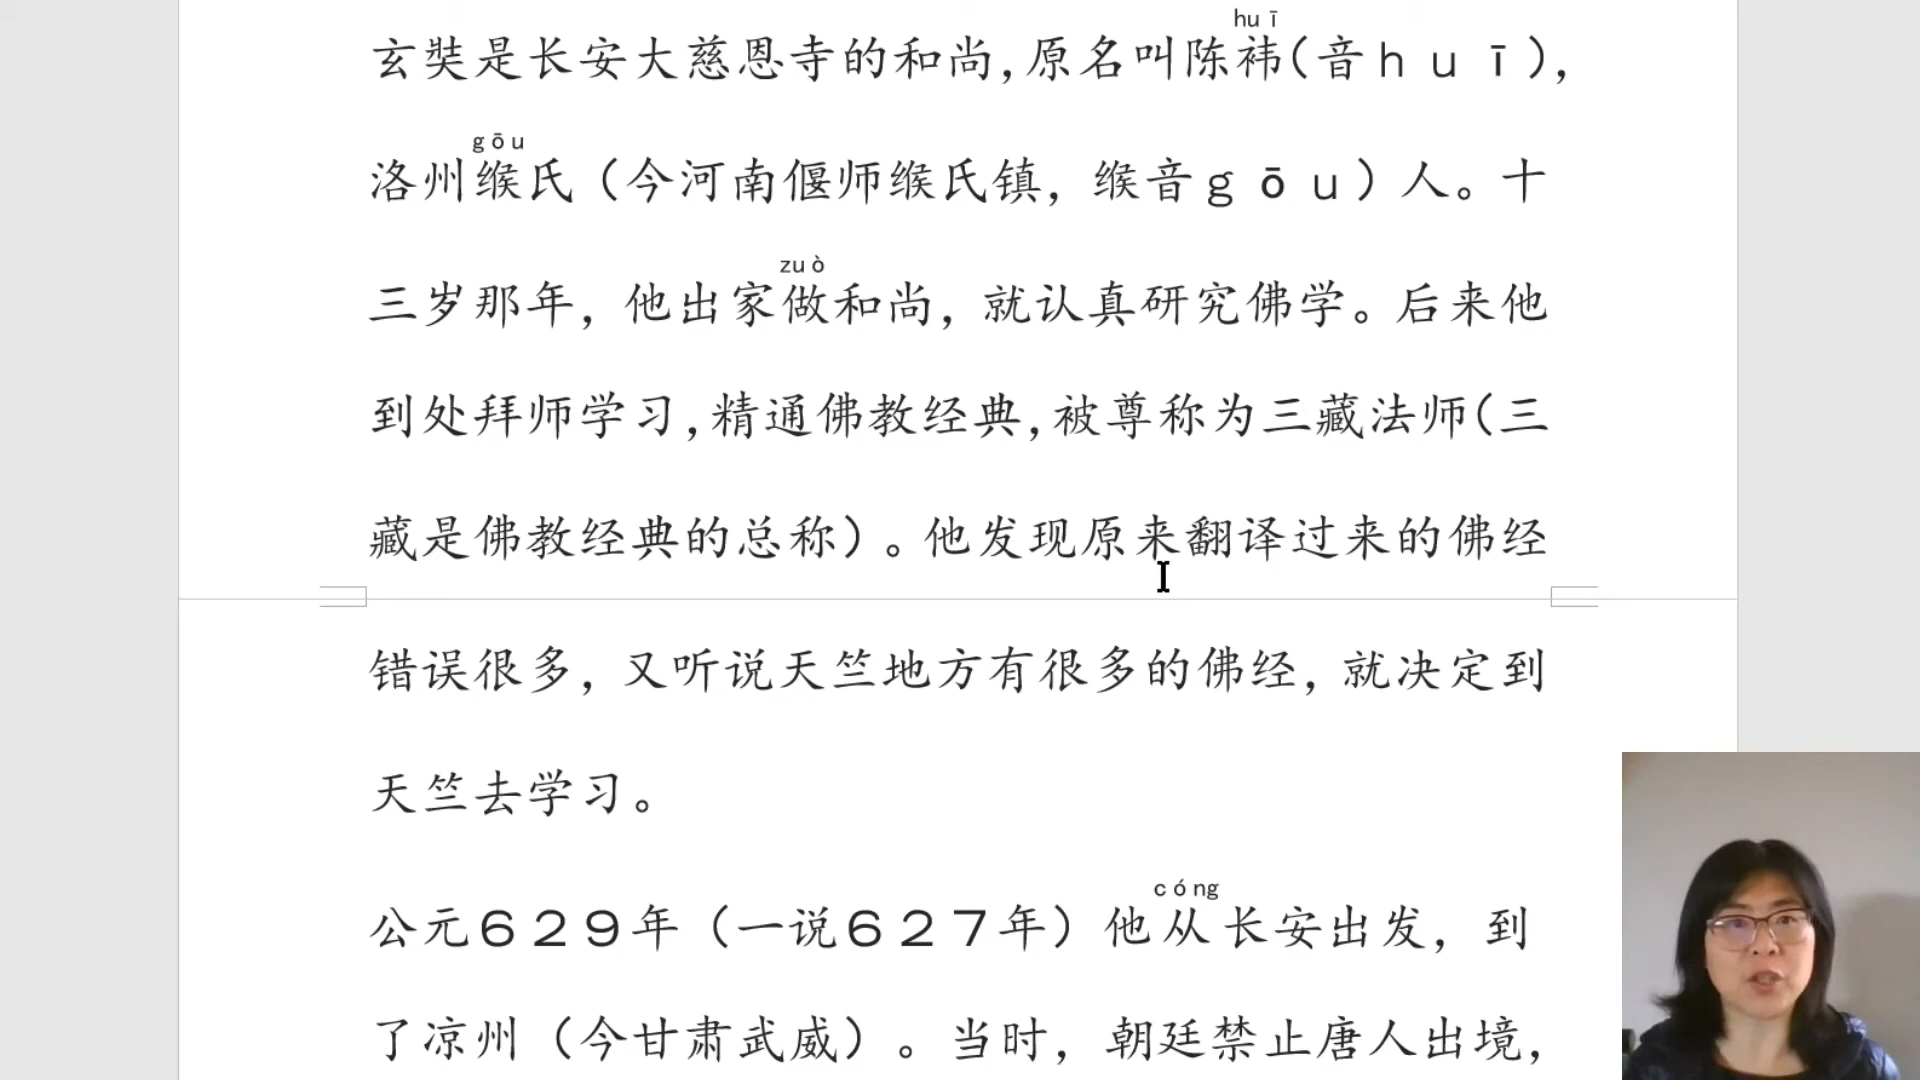 huī
玄奘是长安大慈恩寺的和尚,原名叫陈袆(音huī),
gōu
洛州缑氏（今河南偃师缑氏镇，缑音gōu）人。十
zuò
三岁那年，他出家做和尚，就认真研究佛学。后来他
到处拜师学习,精通佛教经典,被尊称为三藏法师(三
藏是佛教经典的总称）。他发现原来翻译过来的佛经
错误很多，又听说天竺地方有很多的佛经，就决定到
天竺去学习。
cóng
公元６２９年（一说６２７年）他从长安出发，到
了凉州（今甘肃武威）。当时，朝廷禁止唐人出境，